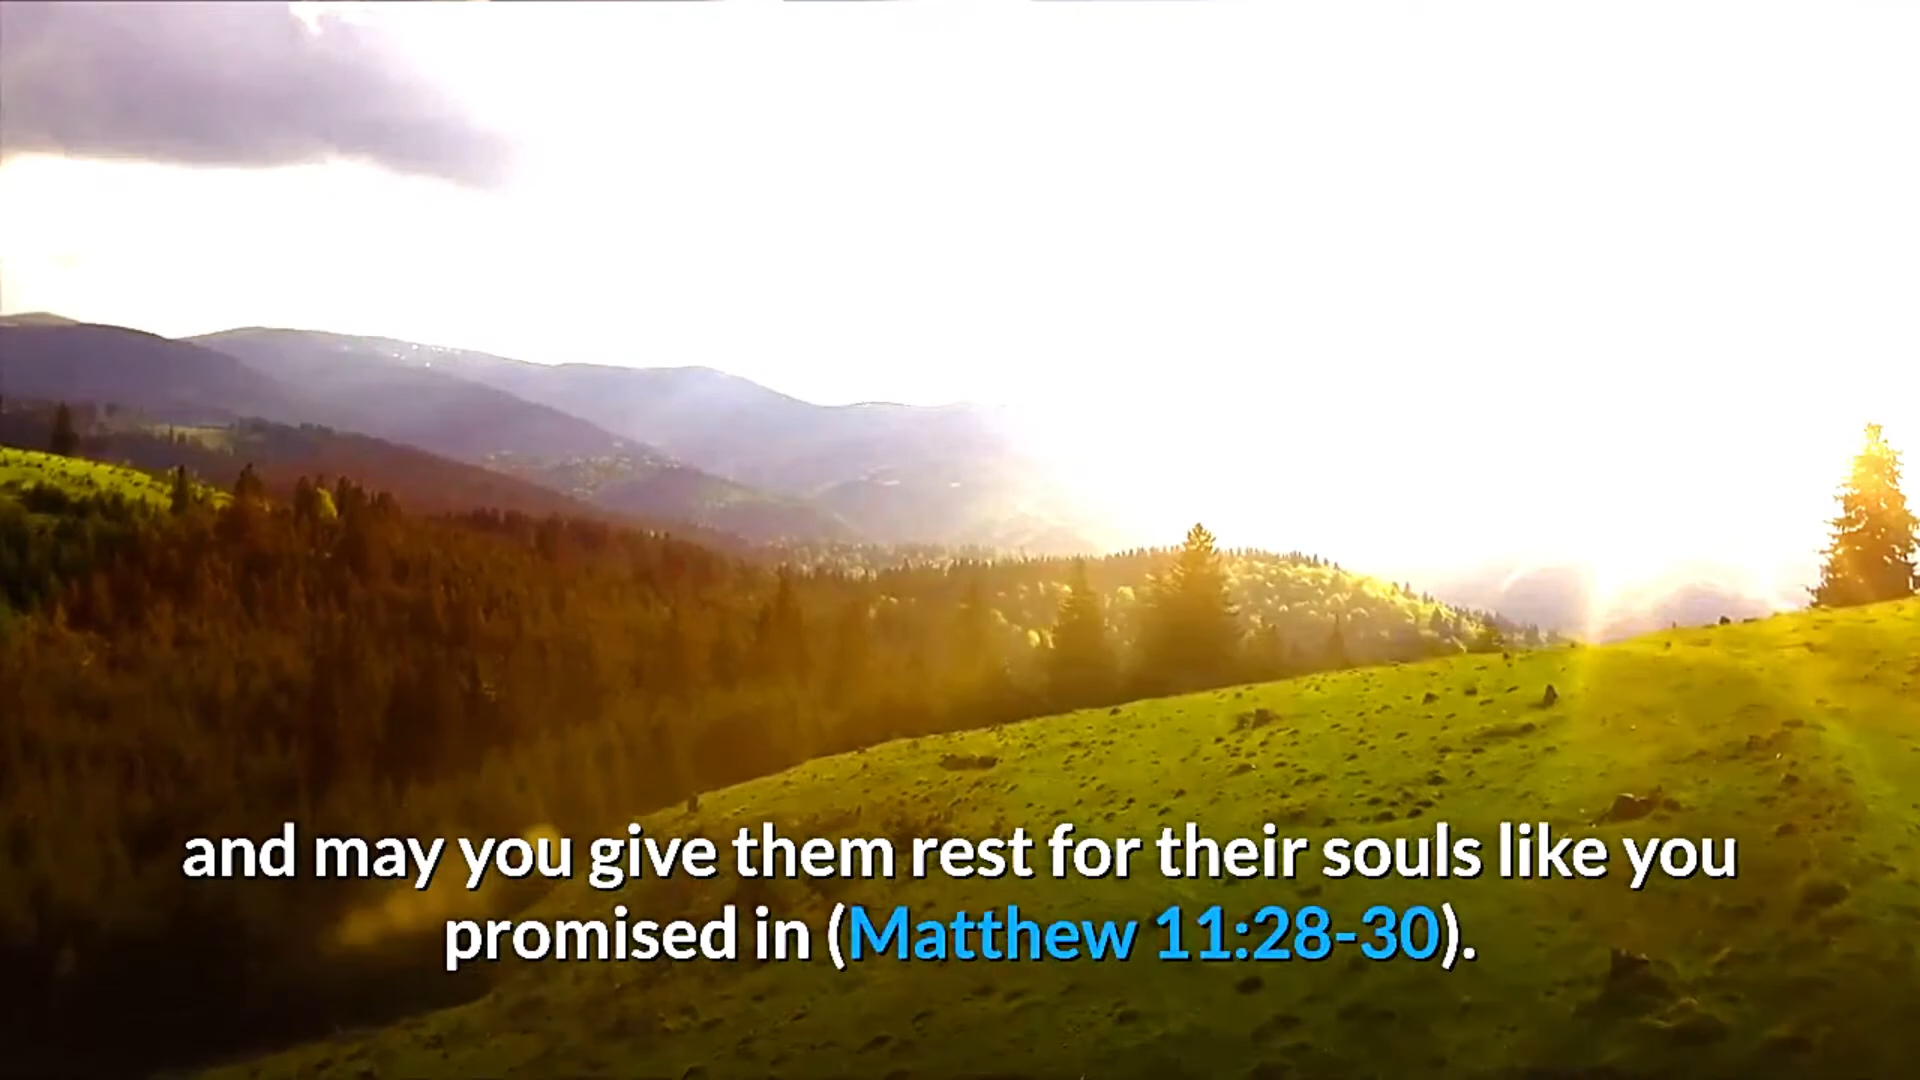 and may you give them rest for their souls like you
promised in (Matthew 11:28-30).